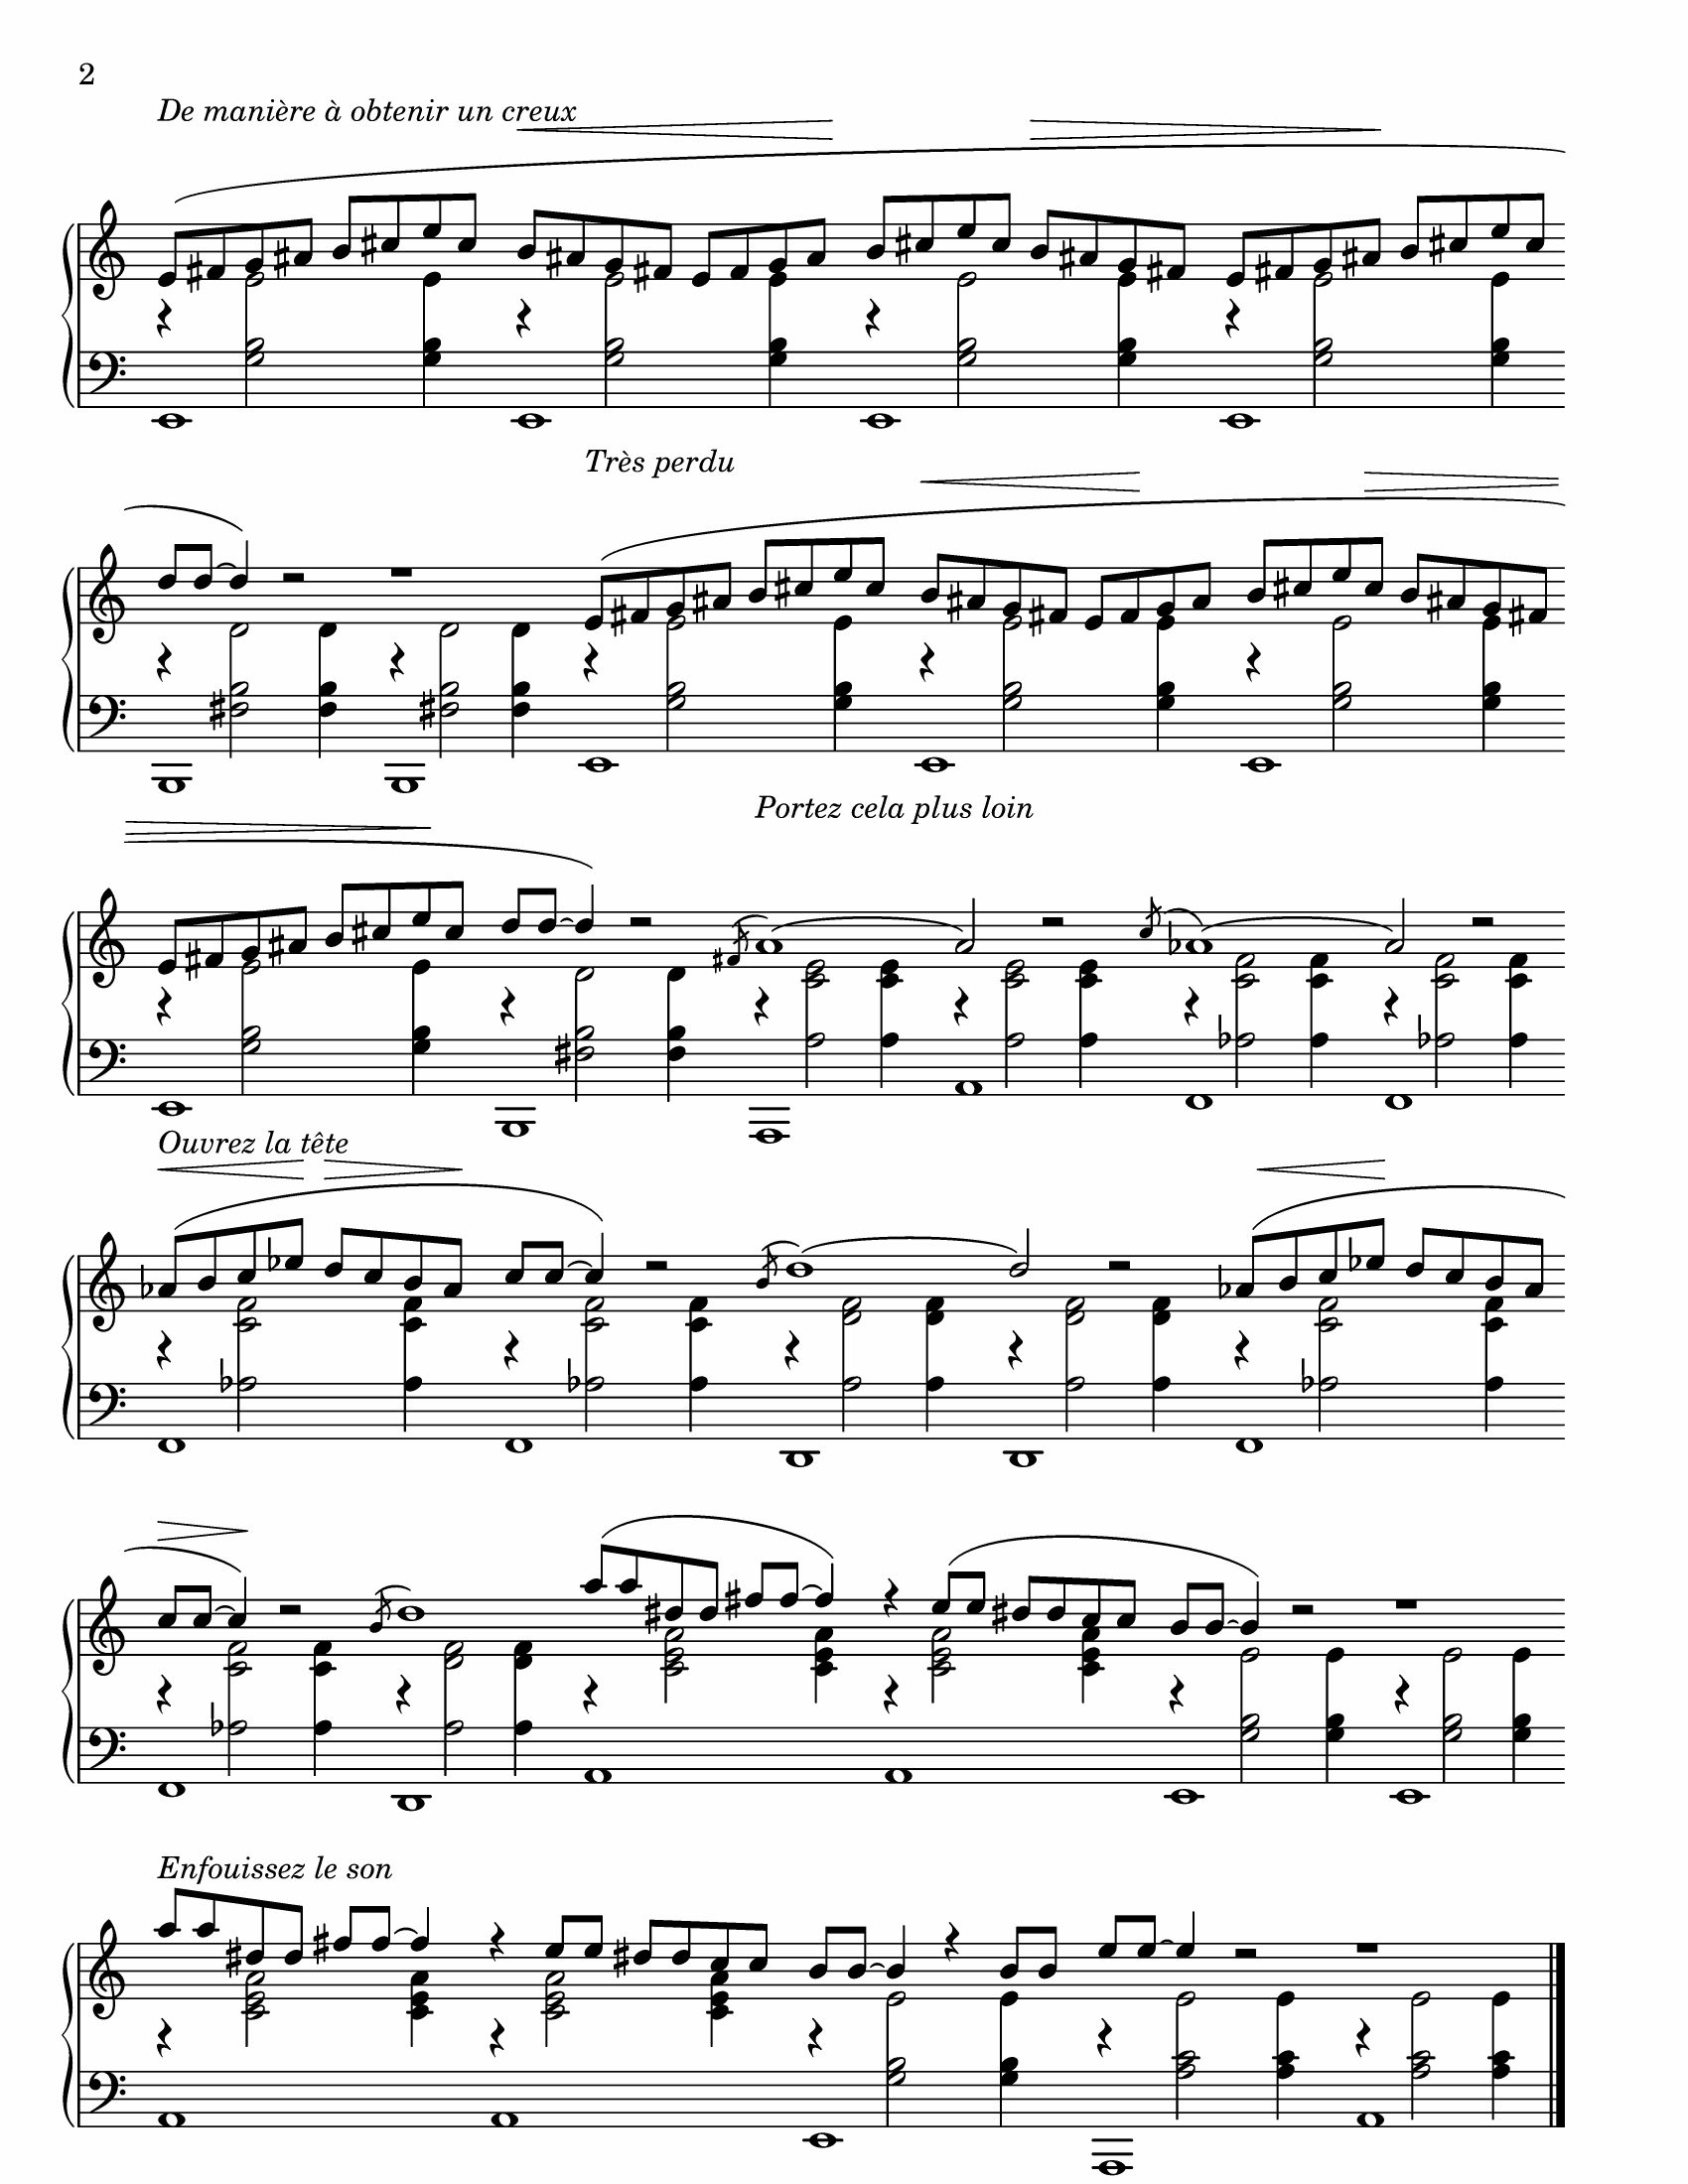 2
De manière à obtenir un creux
Très perdu
Portez cela plus loin
Ouvrez la tête
Enfouissez le son